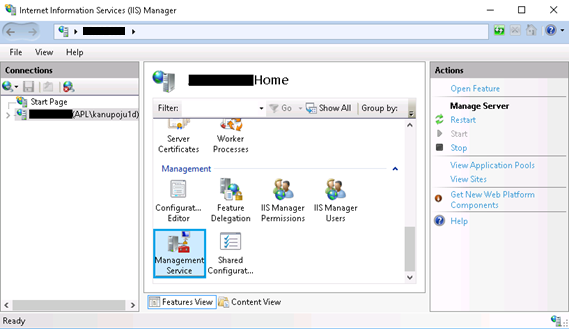 Internet Information Services (IIS) Manager
File View Help
Connections
Start Page
(APL\kanupoju1d)
Home
Filter: Go Show All Group by:
Server Certificates
Worker Processes
Management
Configurat... Editor
Feature Delegation
IIS Manager Permissions
IIS Manager Users
Management Service
Shared Configurat...
Features View Content View
Actions
Open Feature
Manage Server
Restart
Start
Stop
View Application Pools
View Sites
Get New Web Platform
Components
Help
Ready